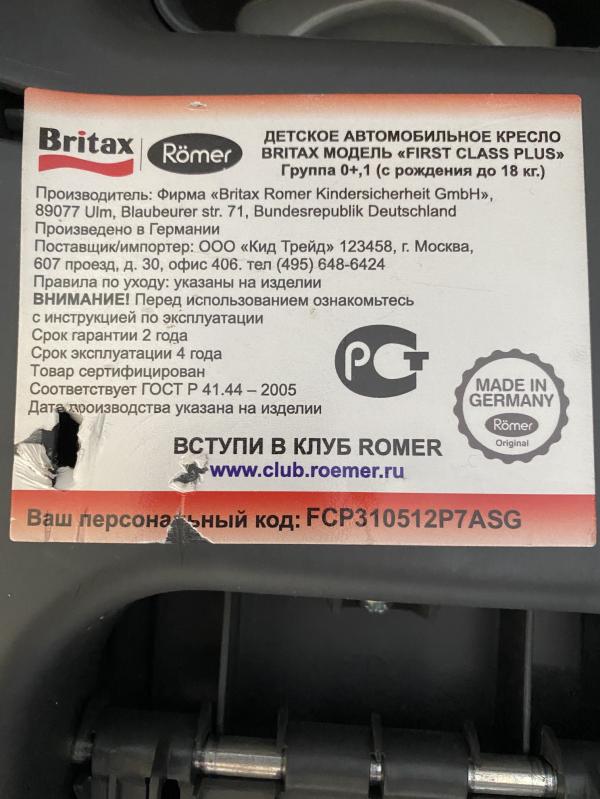 Britax
Römer
ДЕТСКОЕ АВТОМОБИЛЬНОЕ КРЕСЛО
BRITAX МОДЕЛЬ «FIRST CLASS PLUS»
Группа 0+,1 (с рождения до 18 кг.)
Производитель: Фирма «Britax Romer Kindersicherheit GmbH»,
89077 Ulm, Blaubeurer str. 71, Bundesrepublik Deutschland
Произведено в Германии
Поставщик/импортер: ООО «Кид Трейд» 123458, г. Москва,
607 проезд, д. 30, офис 406. тел (495) 648-6424
Правила по уходу: указаны на изделии
ВНИМАНИЕ! Перед использованием ознакомьтесь
с инструкцией по эксплуатации
Срок гарантии 2 года
Срок эксплуатации 4 года
Товар сертифицирован
Соответствует ГОСТ Р 41.44 – 2005
Дата производства указана на изделии
РСТ
MADE IN
GERMANY
Römer
Original
ВСТУПИ В КЛУБ ROMER
www.club.roemer.ru
Ваш персональный код: FCP310512P7ASG